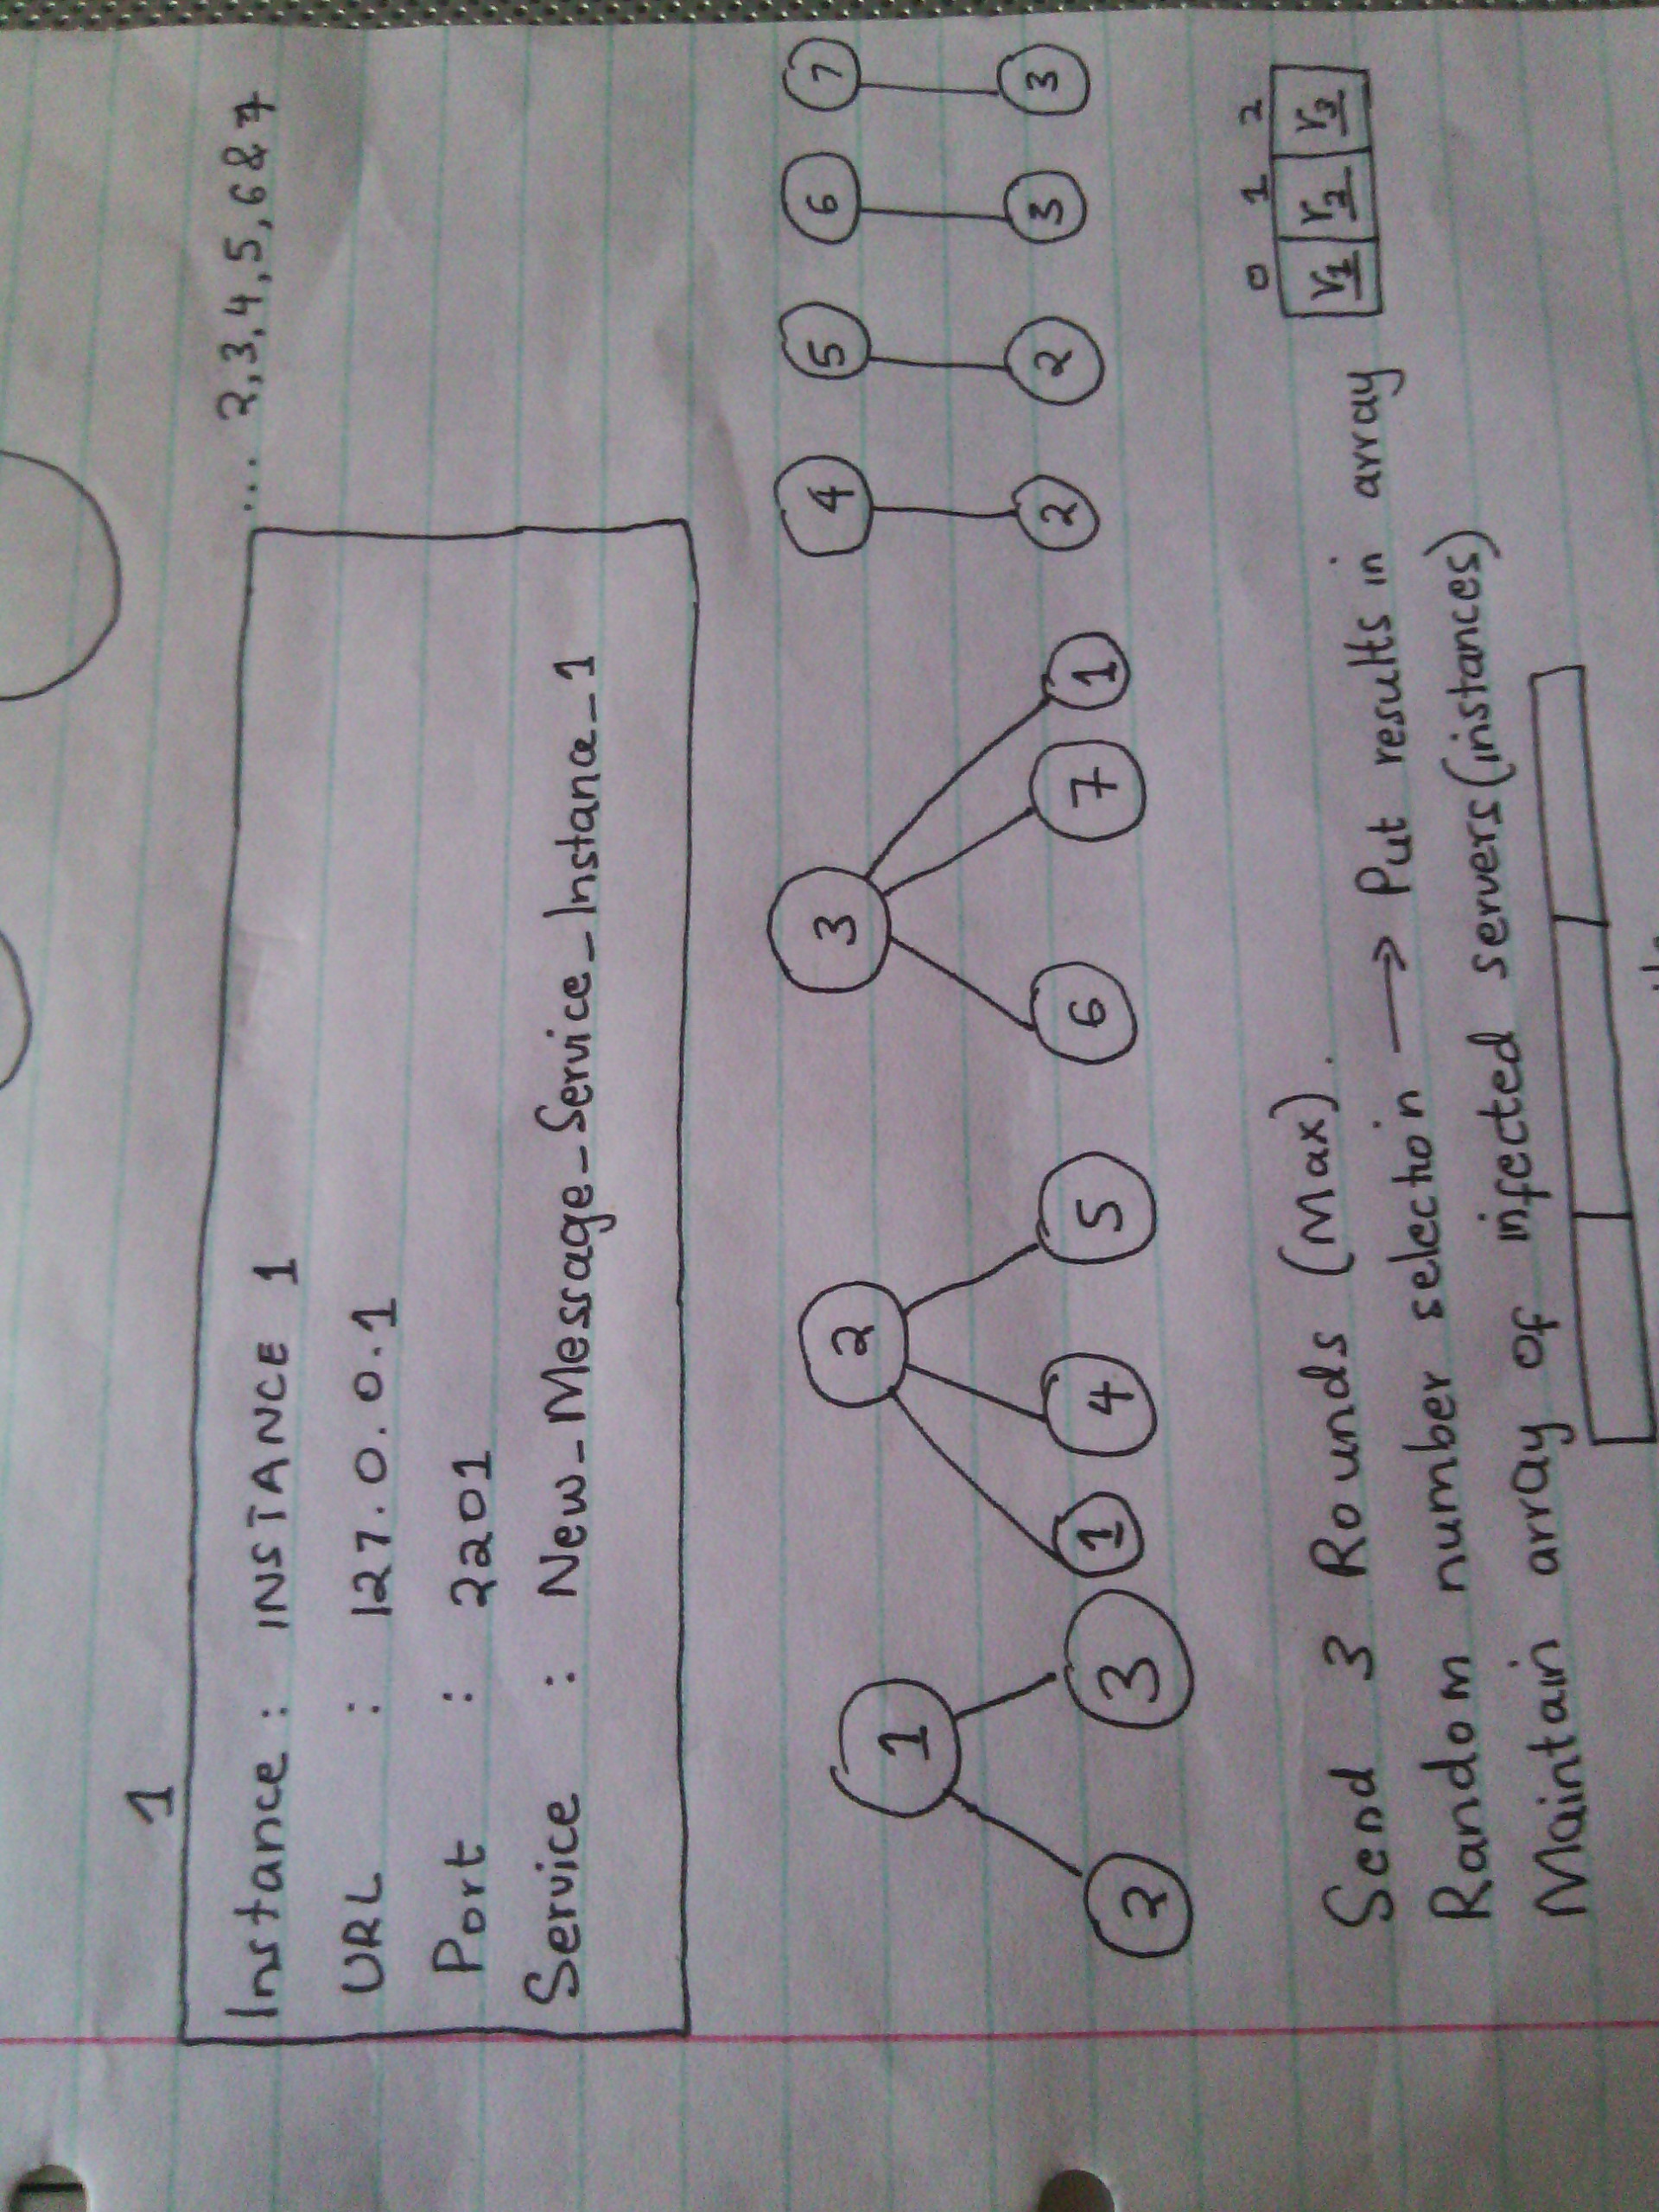 1
Instance : INSTANCE 1 .... 2,3,4,5,6 & 7
URL : 127.0.0.1
Port : 2201
Service : New_Message_Service_Instance_1
1 2 3 4 5 6 7
2 3 1 4 5 6 7 1 2 2 3 3
Send 3 Rounds (Max).
0 1 2
Random number selection → Put results in array r1 r2 r3
Maintain array of infected servers(instances)